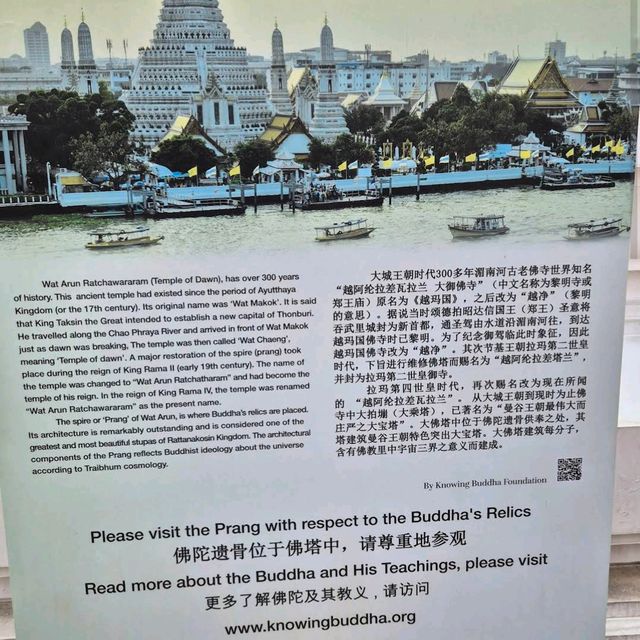 Wat Arun Ratchawararam (Temple of Dawn), has over 300 years
of history. This ancient temple had existed since the period of Ayutthaya
Kingdom (or the 17th century). Its original name was 'Wat Makok'. It is said
that King Taksin the Great intended to establish a new capital of Thonburi.
He travelled along the Chao Phraya River and arrived in front of Wat Makok
just as dawn was breaking, The temple was then called 'Wat Chaeng',
meaning 'Temple of dawn'. A major restoration of the spire (prang) took
place during the reign of King Rama II (early 19th century). The name of
the temple was changed to "Wat Arun Ratchatharam" and had become the
temple of his reign. In the reign of King Rama IV, the temple was renamed
"Wat Arun Ratchawararam" as the present name.
The spire or 'Prang' of Wat Arun, is where Buddha's relics are placed.
Its architecture is remarkably outstanding and is considered one of the
greatest and most beautiful stupas of Rattanakosin Kingdom. The architectural
components of the Prang reflects Buddhist ideology about the universe
according to Traibhum cosmology.
大城王朝时代300多年湄南河古老佛寺世界知名
“越阿纶拉差瓦拉兰 大御佛寺”（中文名称为黎明寺或
郑王庙）原名为《越玛国》，之后改为“越净”（黎明
的意思）。据说当时颂德拍昭达信国王（郑王）圣意将
吞武里城封为新首都，通圣驾由水道沿湄南河往，到达
越玛国佛寺时已黎明。为了纪念御驾临此时象征，因此
越玛国佛寺改为“越净”。其次节基王朝拉玛第二世皇
时代，下旨进行维修佛塔而赐名为“越阿纶拉差塔兰”，
并封为拉玛第二世皇御寺。
拉玛第四世皇时代，再次赐名改为现在所闻
的 “越阿纶拉差瓦拉兰”。从大城王朝到现时为止佛
寺中大拍塴（大乘塔），已著名为“曼谷王朝最伟大而
庄严之大宝塔”。大佛塔中位于佛陀遗骨供奉之处，其
塔建筑曼谷王朝特色突出大宝塔。大佛塔建筑每分子，
含有佛教里中宇宙三界之意义而建成。
By Knowing Buddha Foundation
Please visit the Prang with respect to the Buddha's Relics
佛陀遗骨位于佛塔中，请尊重地参观
Read more about the Buddha and His Teachings, please visit
更多了解佛陀及其教义，请访问
www.knowingbuddha.org